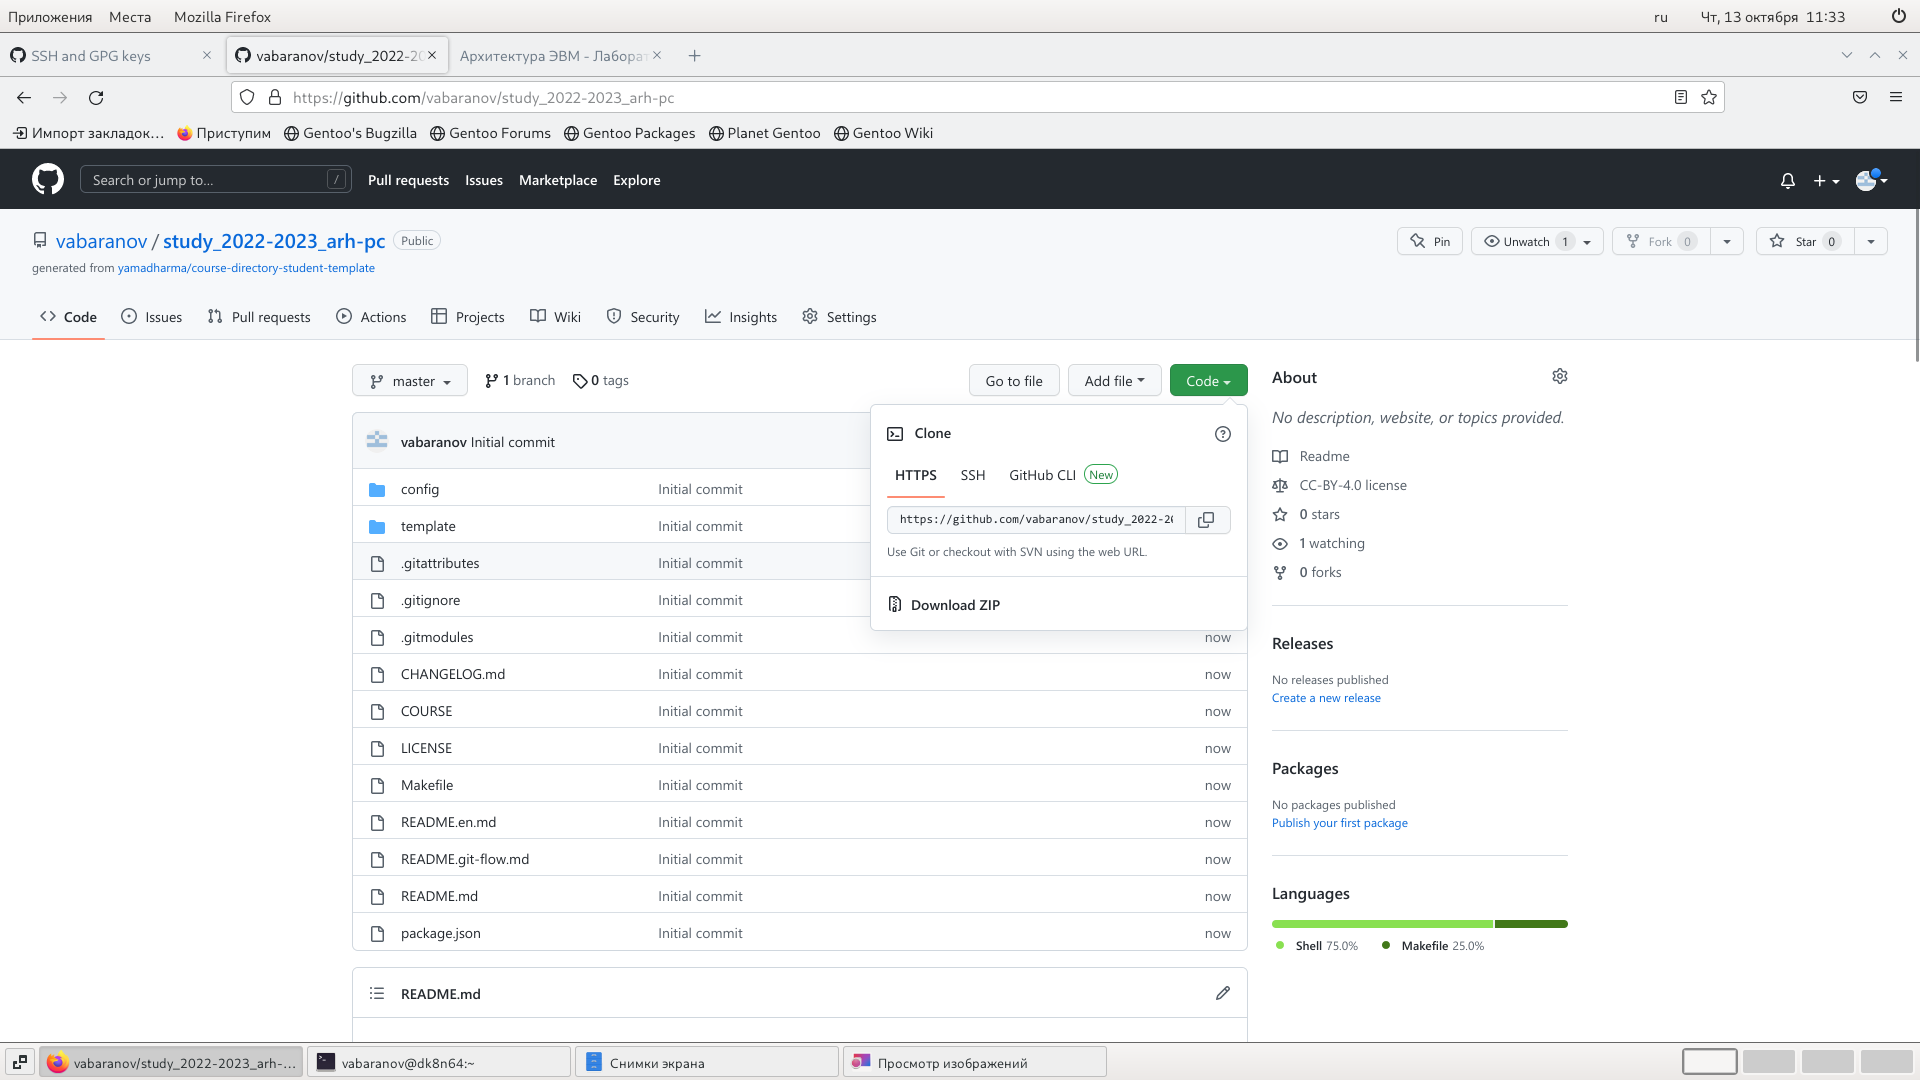 Приложения Места Mozilla Firefox ru Чт, 13 октября 11:33
SSH and GPG keys vabaranov/study_2022-20 Архитектура ЭВМ - Лаборат
https://github.com/vabaranov/study_2022-2023_arh-pc
Импорт закладок… Приступим Gentoo's Bugzilla Gentoo Forums Gentoo Packages Planet Gentoo Gentoo Wiki
Search or jump to... / Pull requests Issues Marketplace Explore
vabaranov / study_2022-2023_arh-pc Public Pin Unwatch 1 Fork 0 Star 0
generated from yamadharma/course-directory-student-template
Code Issues Pull requests Actions Projects Wiki Security Insights Settings
master 1 branch 0 tags Go to file Add file Code
vabaranov Initial commit
config Initial commit
template Initial commit
.gitattributes Initial commit
.gitignore Initial commit
.gitmodules Initial commit now
CHANGELOG.md Initial commit now
COURSE Initial commit now
LICENSE Initial commit now
Makefile Initial commit now
README.en.md Initial commit now
README.git-flow.md Initial commit now
README.md Initial commit now
package.json Initial commit now
README.md
Clone
HTTPS SSH GitHub CLI New
https://github.com/vabaranov/study_2022-20
Use Git or checkout with SVN using the web URL.
Download ZIP
About
No description, website, or topics provided.
Readme
CC-BY-4.0 license
0 stars
1 watching
0 forks
Releases
No releases published
Create a new release
Packages
No packages published
Publish your first package
Languages
Shell 75.0% Makefile 25.0%
vabaranov/study_2022-2023_arh-... vabaranov@dk8n64:~ Снимки экрана Просмотр изображений